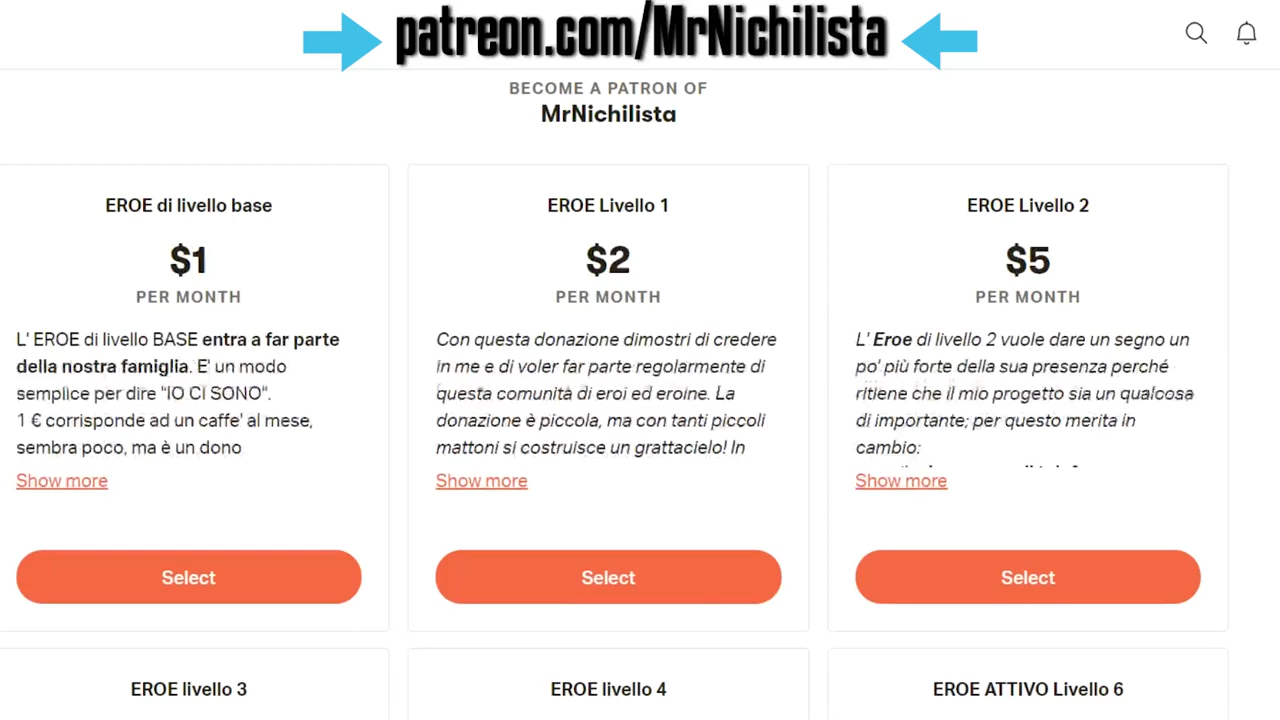 patreon.com/MrNichilista
BECOME A PATRON OF
MrNichilista
EROE di livello base
$1
PER MONTH
L' EROE di livello BASE entra a far parte
della nostra famiglia. E' un modo
semplice per dire "IO CI SONO".
1 € corrisponde ad un caffe' al mese,
sembra poco, ma è un dono
Show more
Select
EROE Livello 1
$2
PER MONTH
Con questa donazione dimostri di credere
in me e di voler far parte regolarmente di
questa comunità di eroi ed eroine. La
donazione è piccola, ma con tanti piccoli
mattoni si costruisce un grattacielo! In
Show more
Select
EROE Livello 2
$5
PER MONTH
L' Eroe di livello 2 vuole dare un segno un
po' più forte della sua presenza perché
ritiene che il mio progetto sia un qualcosa
di importante; per questo merita in
cambio:
Show more
Select
EROE livello 3
EROE livello 4
EROE ATTIVO Livello 6